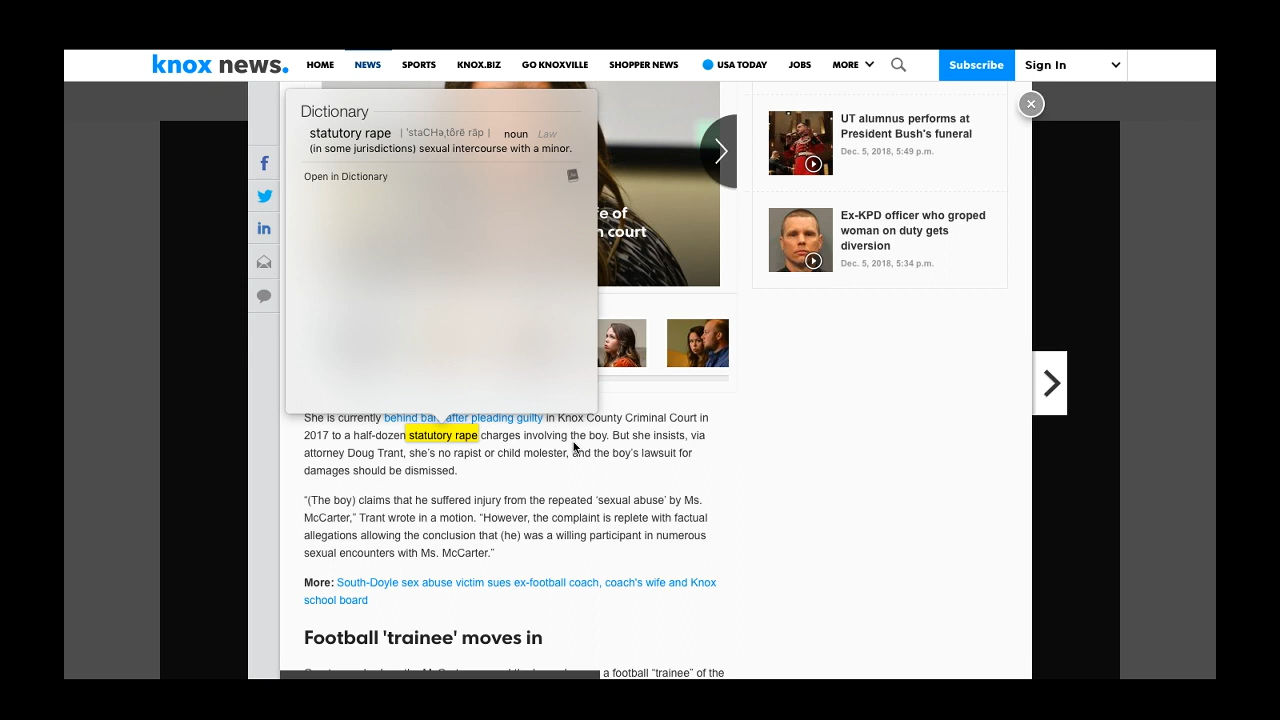 knox news. HOME NEWS SPORTS KNOX.BIZ GO KNOXVILLE SHOPPER NEWS USA TODAY JOBS MORE Subscribe Sign In
Dictionary
statutory rape | ˈstaCHəˌtôrē rāp | noun Law
(in some jurisdictions) sexual intercourse with a minor.
Open in Dictionary
fe of
n court
UT alumnus performs at
President Bush's funeral
Dec. 5, 2018, 5:49 p.m.
Ex-KPD officer who groped
woman on duty gets
diversion
Dec. 5, 2018, 5:34 p.m.
She is currently behind bars after pleading guilty in Knox County Criminal Court in
2017 to a half-dozen statutory rape charges involving the boy. But she insists, via
attorney Doug Trant, she’s no rapist or child molester, and the boy’s lawsuit for
damages should be dismissed.
“(The boy) claims that he suffered injury from the repeated ‘sexual abuse’ by Ms.
McCarter,” Trant wrote in a motion. “However, the complaint is replete with factual
allegations allowing the conclusion that (he) was a willing participant in numerous
sexual encounters with Ms. McCarter.”
More: South-Doyle sex abuse victim sues ex-football coach, coach's wife and Knox
school board
Football 'trainee' moves in
a football “trainee” of the